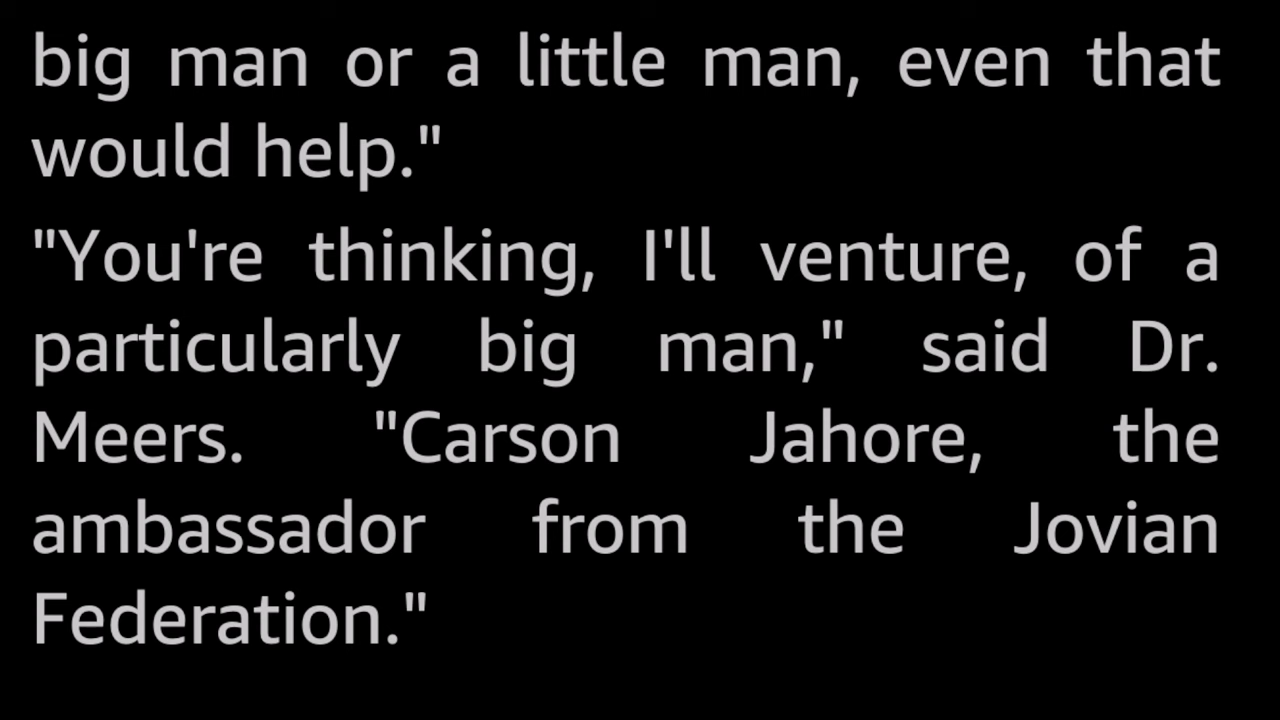 big man or a little man, even that
would help."
"You're thinking, I'll venture, of a
particularly big man," said Dr.
Meers. "Carson Jahore, the
ambassador from the Jovian
Federation."